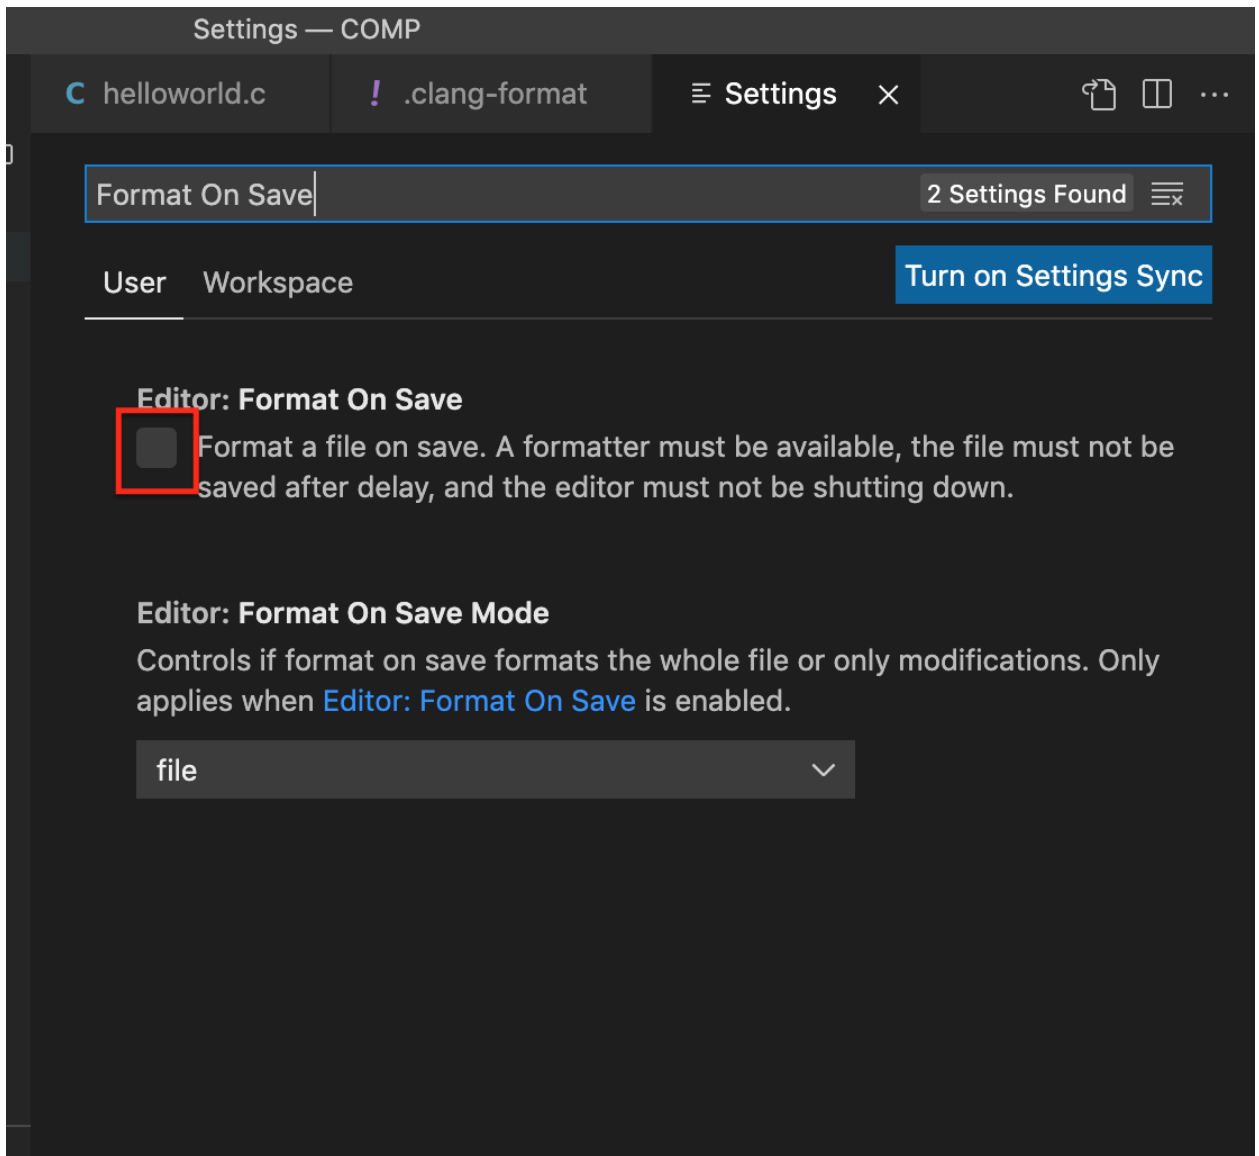 Settings — COMP
C helloworld.c ! .clang-format Settings
Format On Save 2 Settings Found
User Workspace Turn on Settings Sync
Editor: Format On Save
Format a file on save. A formatter must be available, the file must not be
saved after delay, and the editor must not be shutting down.
Editor: Format On Save Mode
Controls if format on save formats the whole file or only modifications. Only
applies when Editor: Format On Save is enabled.
file